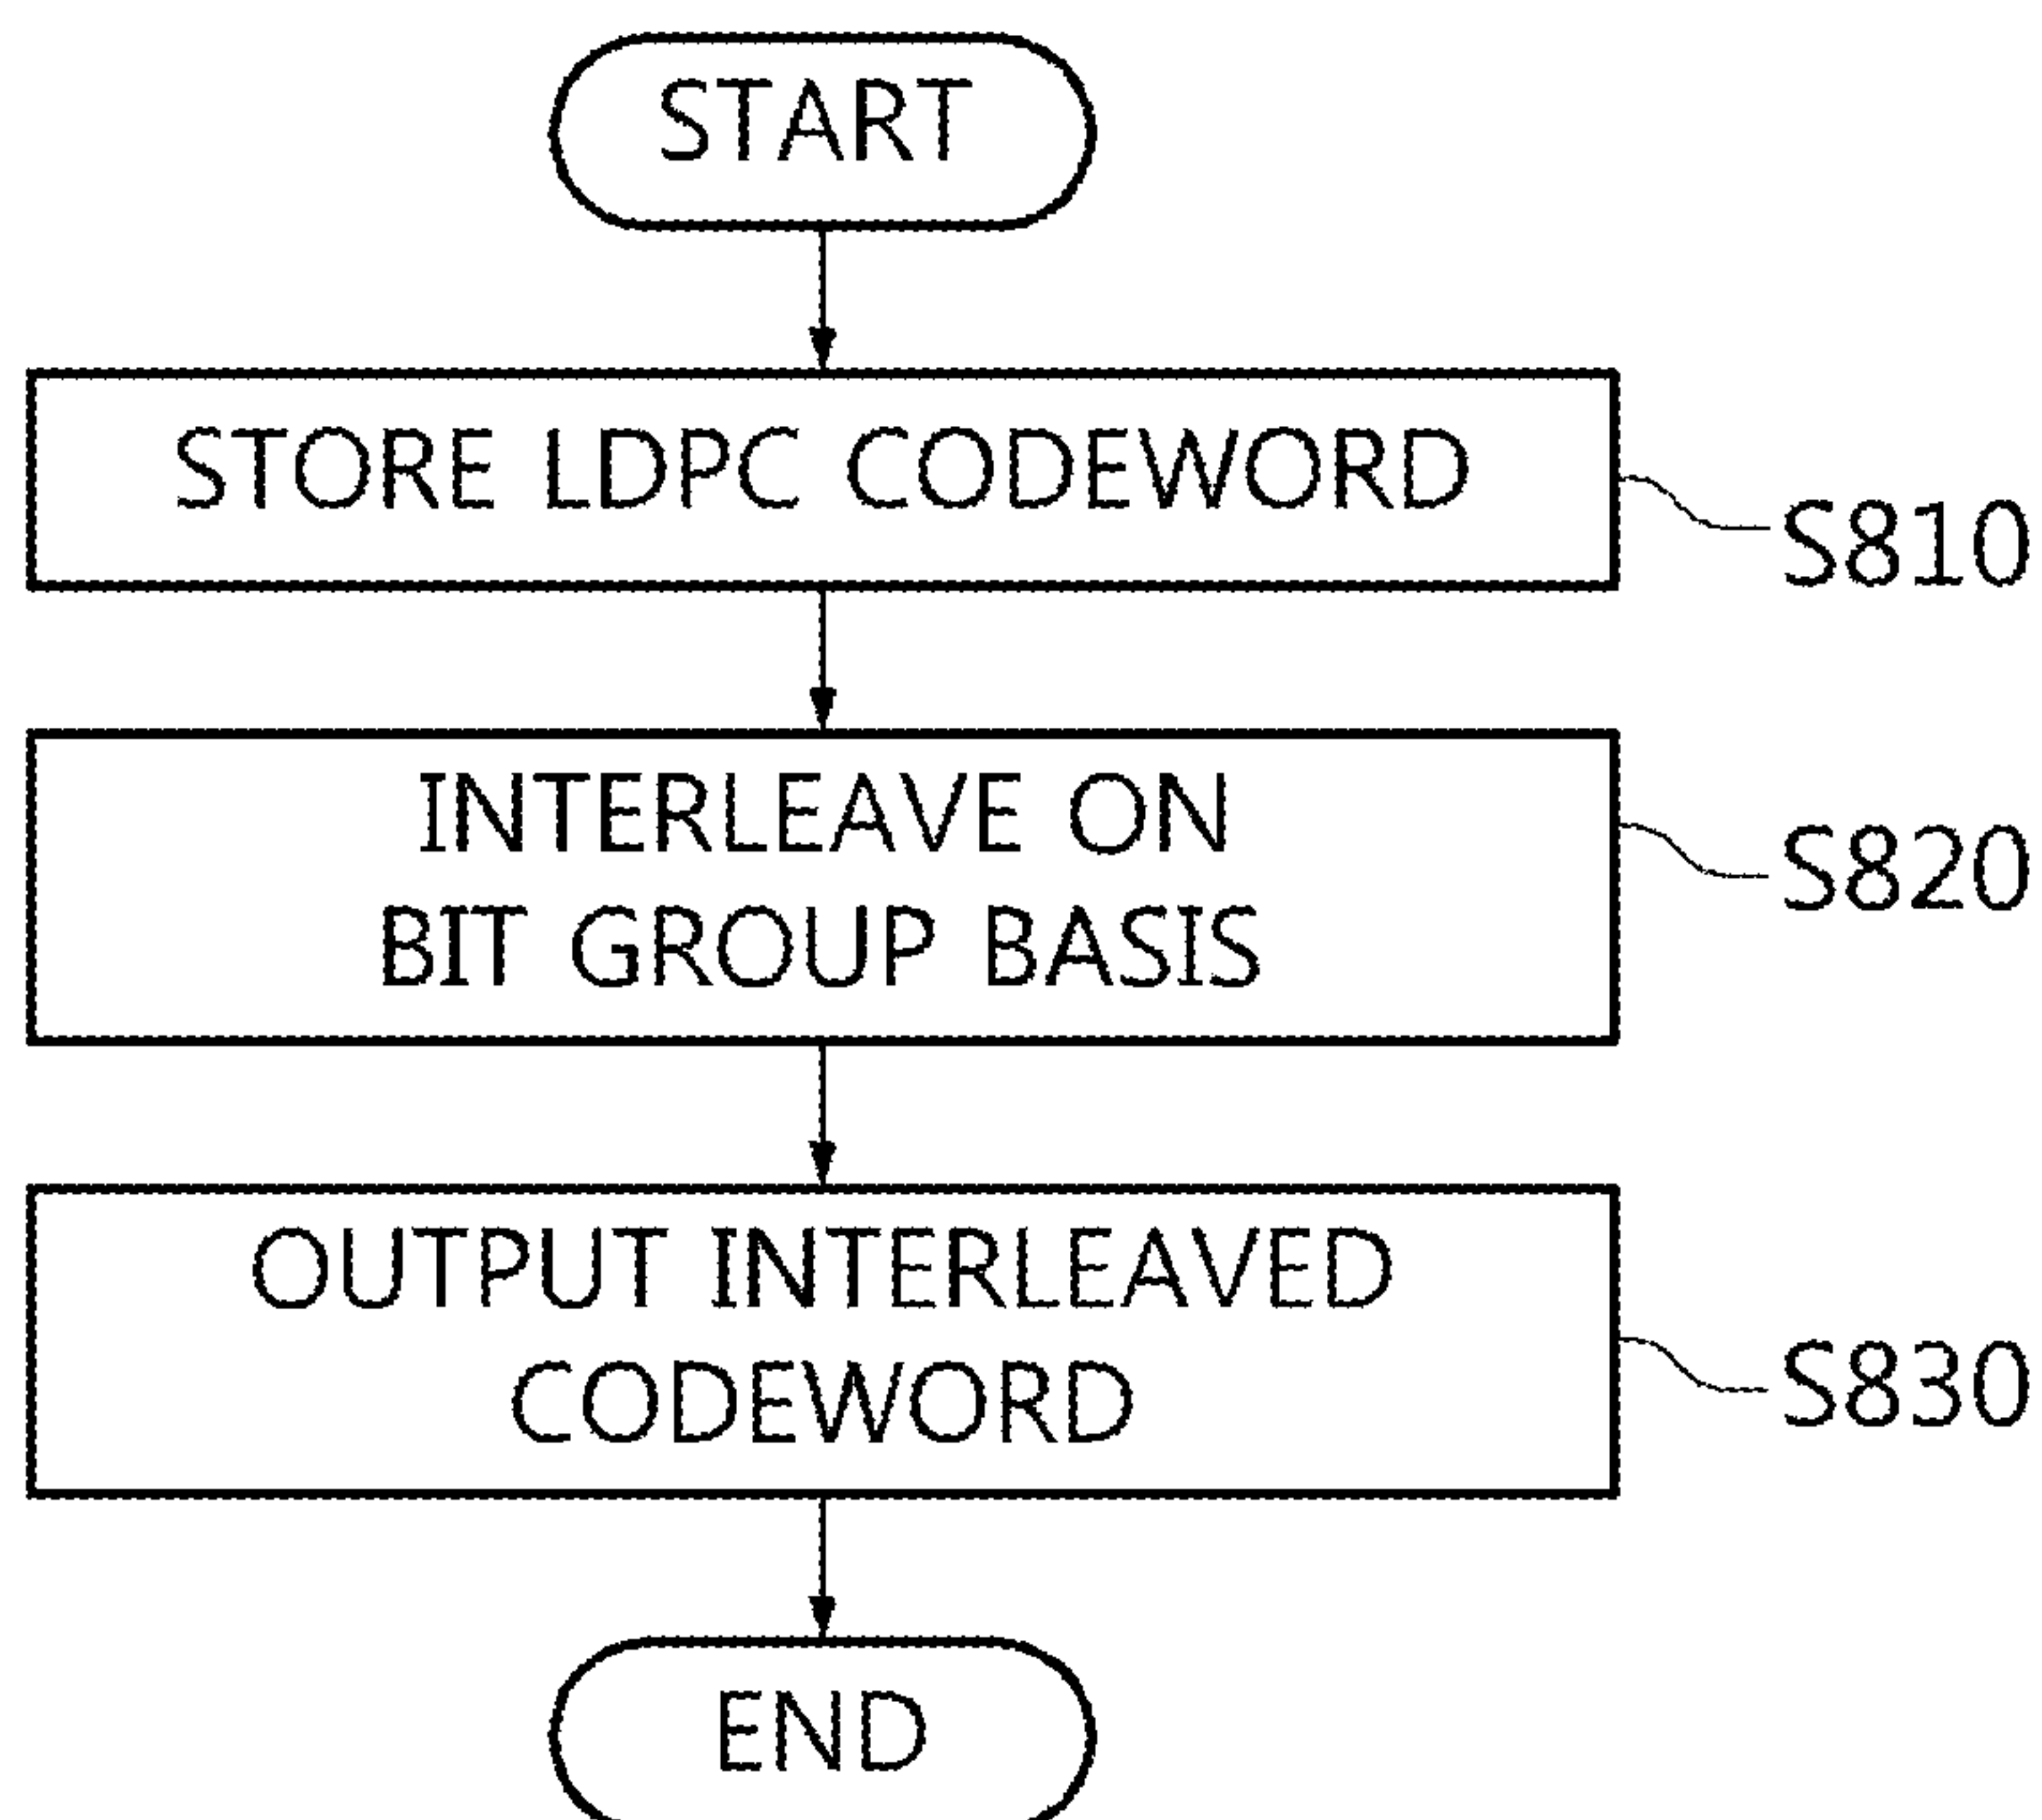 START
STORE LDPC CODEWORD
S810
INTERLEAVE ON
BIT GROUP BASIS
S820
OUTPUT INTERLEAVED
CODEWORD
S830
END